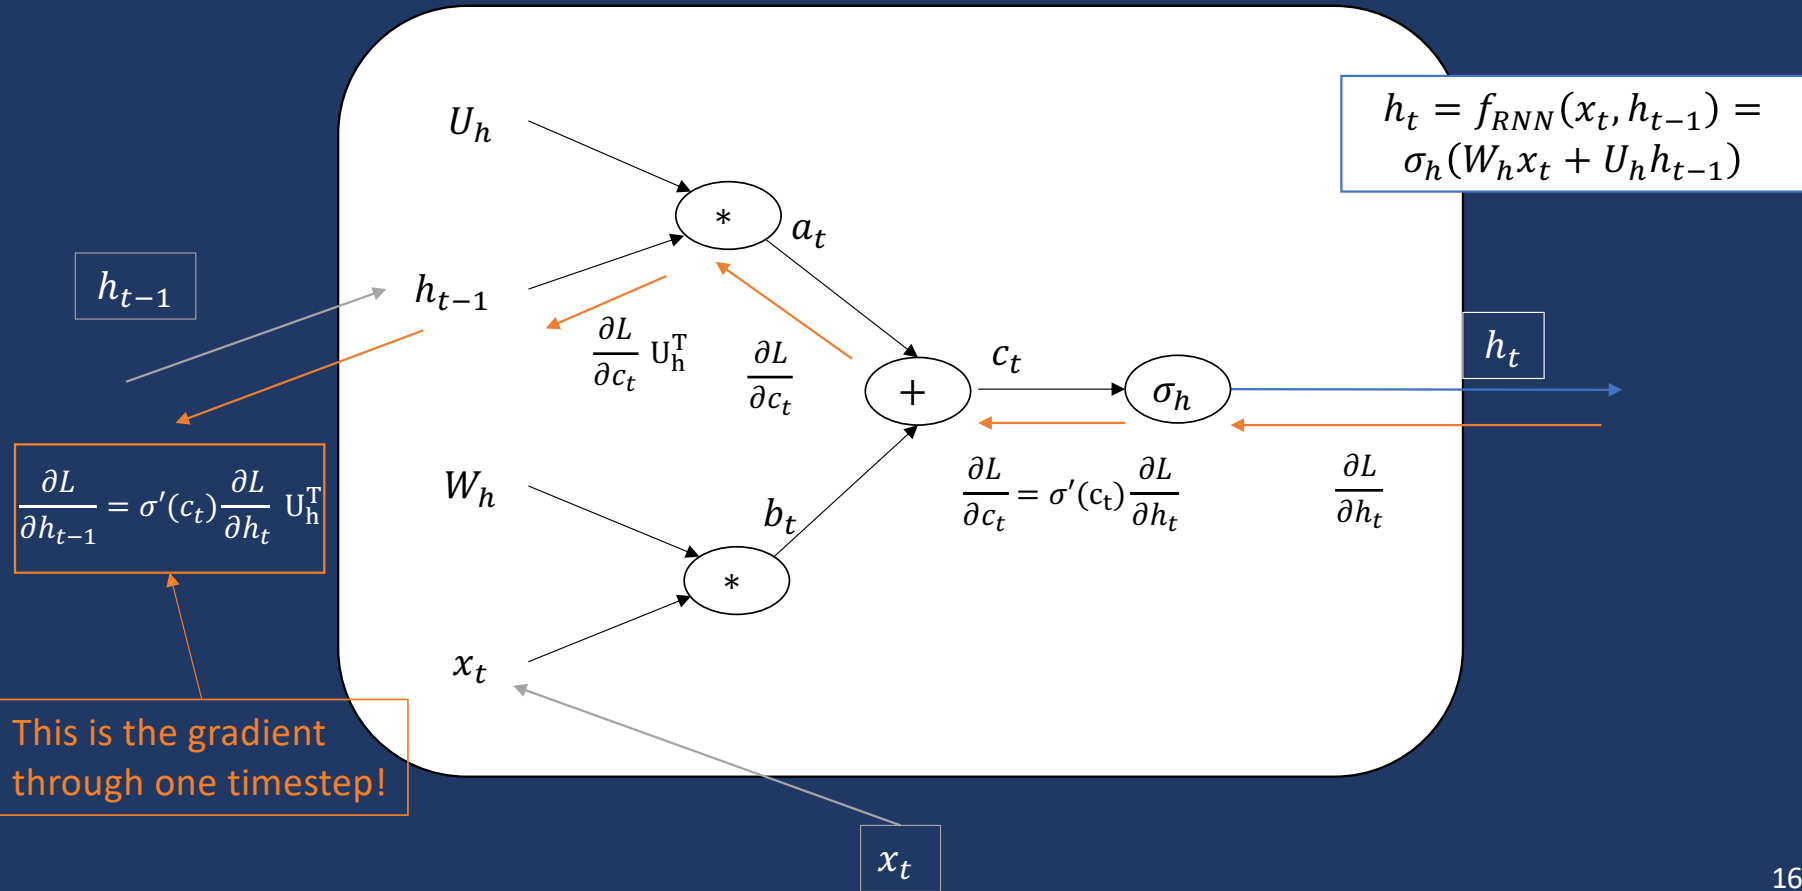 U_h
h_t = f_{RNN}(x_t, h_{t-1}) =
σ_h(W_h x_t + U_h h_{t-1})
*
a_t
h_{t-1}
h_{t-1}
∂L/∂c_t U_h^T
∂L/∂c_t
c_t
+
σ_h
h_t
∂L/∂h_{t-1} = σ′(c_t) ∂L/∂h_t U_h^T
W_h
b_t
∂L/∂c_t = σ′(c_t) ∂L/∂h_t
∂L/∂h_t
*
x_t
This is the gradient
through one timestep!
x_t
16